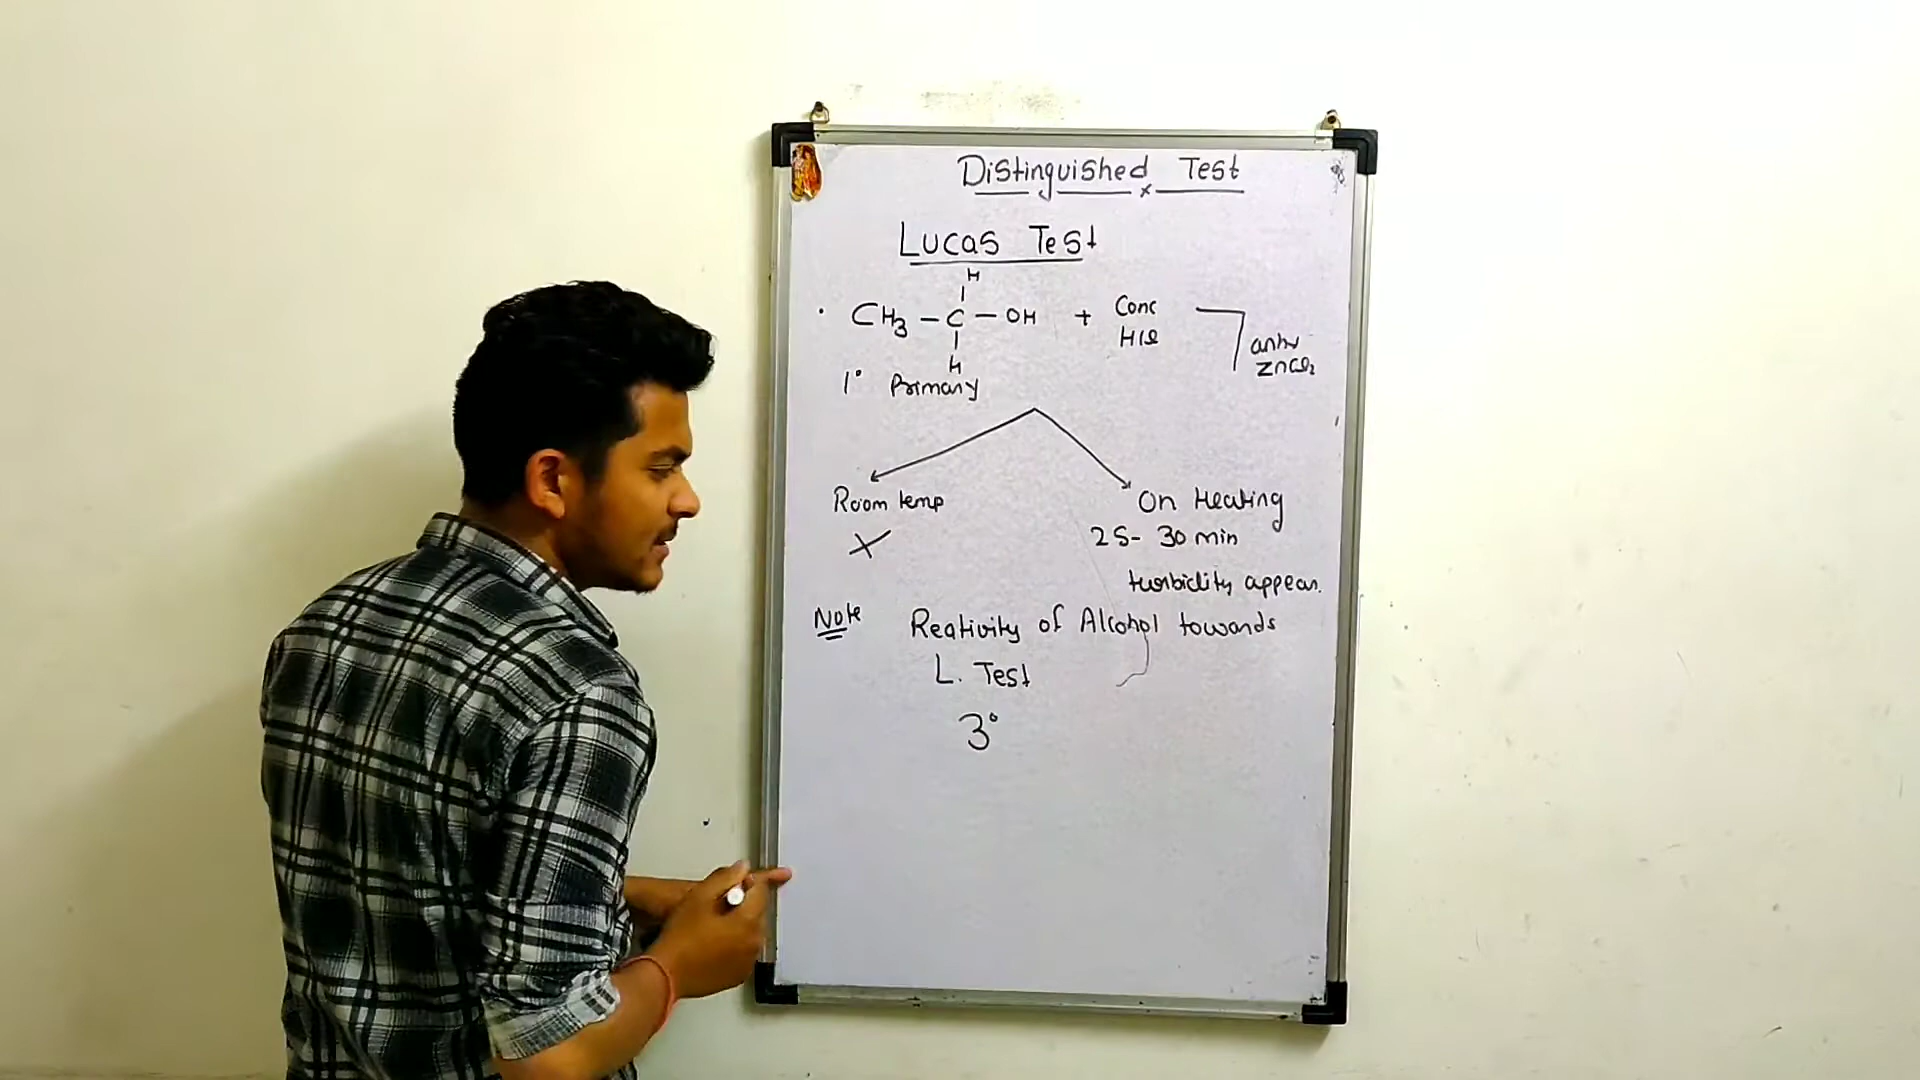 Distinguished Test
Lucas Test
H
CH3 - C - OH + Conc HCl
anhy ZnCl2
H
1° Primary
Room temp
On Heating
X
25- 30 min
turbidity appear.
Note Reativity of Alcohol towards
L. Test
3°